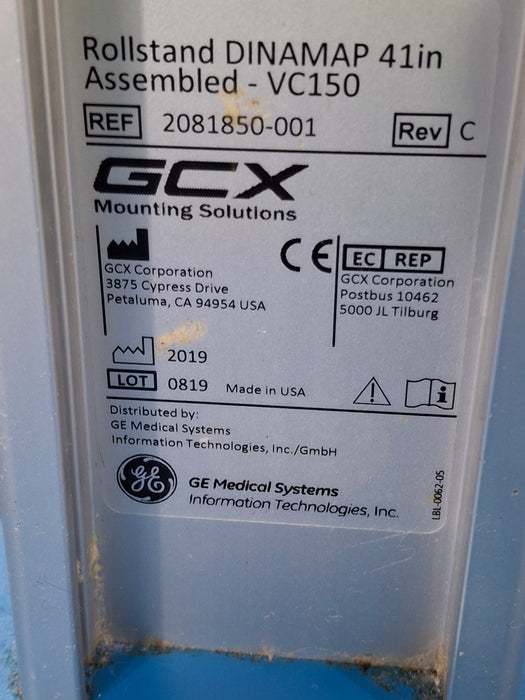 Rollstand DINAMAP 41in
Assembled - VC150
REF 2081850-001 Rev C
GCX
Mounting Solutions
GCX Corporation
3875 Cypress Drive
Petaluma, CA 94954 USA
CE EC REP
GCX Corporation
Postbus 10462
5000 JL Tilburg
2019
LOT 0819 Made in USA
Distributed by:
GE Medical Systems
Information Technologies, Inc./GmbH
GE
GE Medical Systems
Information Technologies, Inc.
LBL-0062-05